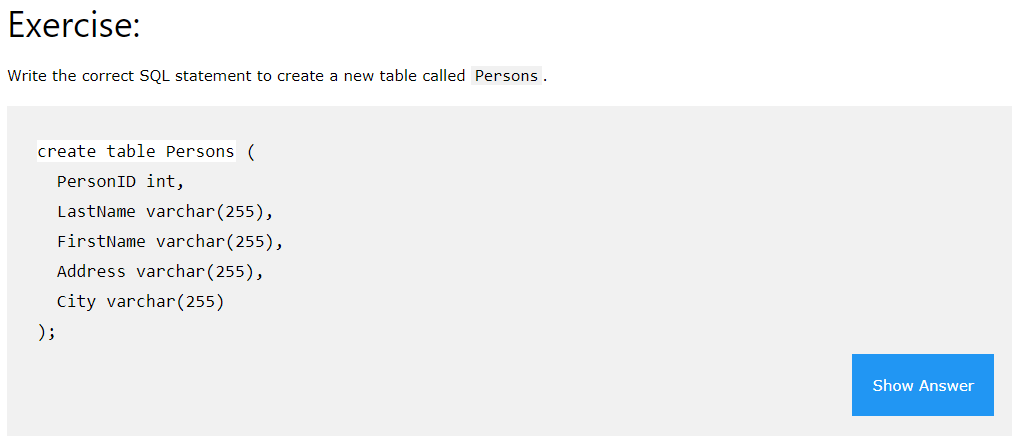 Exercise:
Write the correct SQL statement to create a new table called Persons.
create table Persons (
PersonID int,
LastName varchar(255),
FirstName varchar(255),
Address varchar(255),
City varchar(255)
);
Show Answer